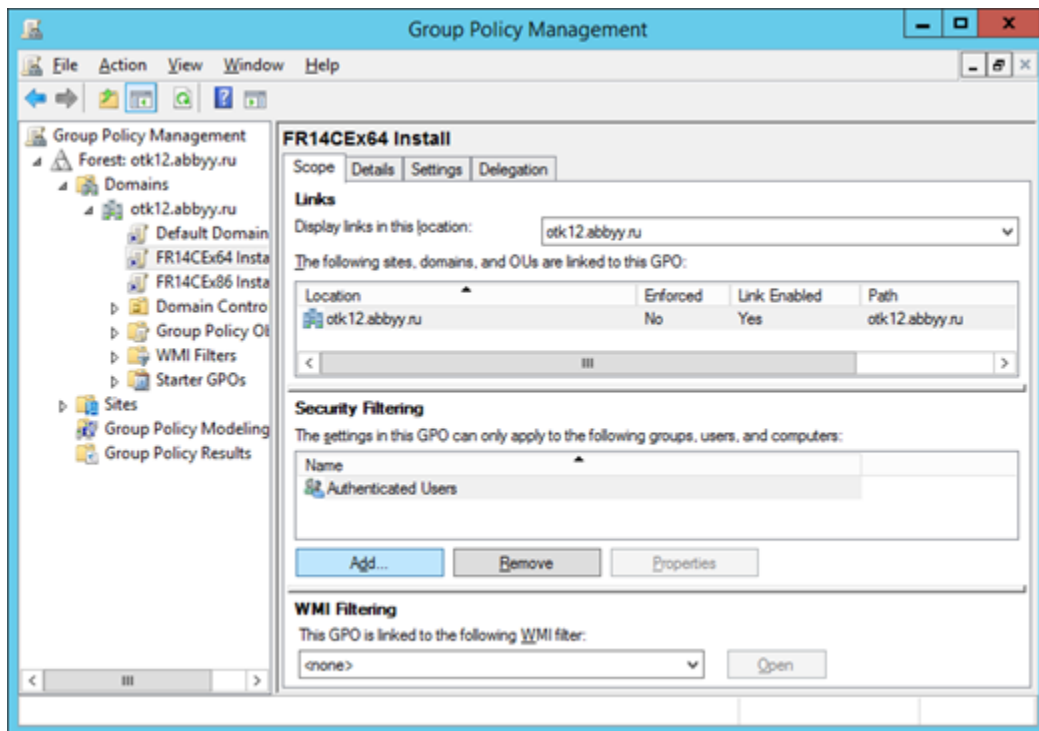 Group Policy Management
File Action View Window Help
Group Policy Management
Forest: otk12.abbyy.ru
Domains
otk12.abbyy.ru
Default Domain
FR14CEx64 Insta
FR14CEx86 Insta
Domain Contro
Group Policy Ob
WMI Filters
Starter GPOs
Sites
Group Policy Modeling
Group Policy Results
FR14CEx64 Install
Scope Details Settings Delegation
Links
Display links in this location: otk12.abbyy.ru
The following sites, domains, and OUs are linked to this GPO:
Location Enforced Link Enabled Path
otk12.abbyy.ru No Yes otk12.abbyy.ru
Security Filtering
The settings in this GPO can only apply to the following groups, users, and computers:
Name
Authenticated Users
Add... Remove Properties
WMI Filtering
This GPO is linked to the following WMI filter:
<none> Open